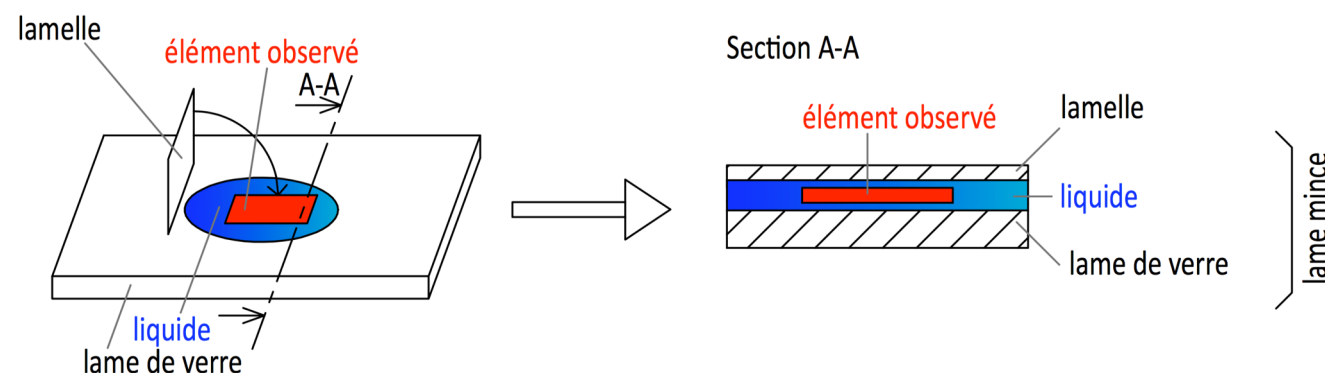 lamelle
élément observé
A-A
liquide
lame de verre
Section A-A
élément observé
lamelle
liquide
lame de verre
lame mince